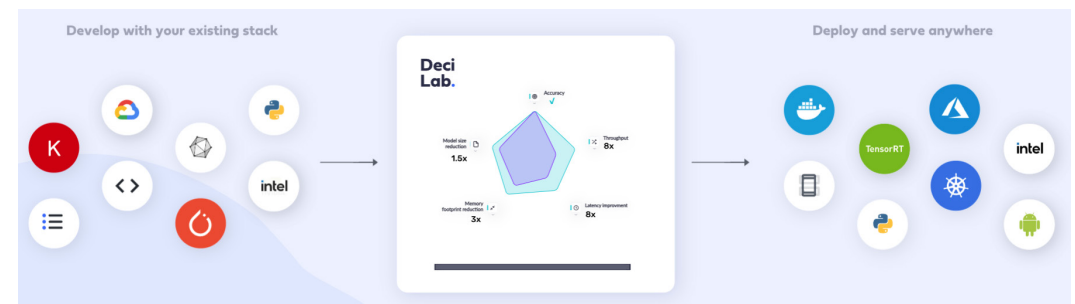 Develop with your existing stack
Deploy and serve anywhere
K
intel
Deci
Lab.
Accuracy
Throughput
8x
Latency improvement
8x
Memory
footprint reduction
3x
Model size
reduction
1.5x
TensorRT
intel